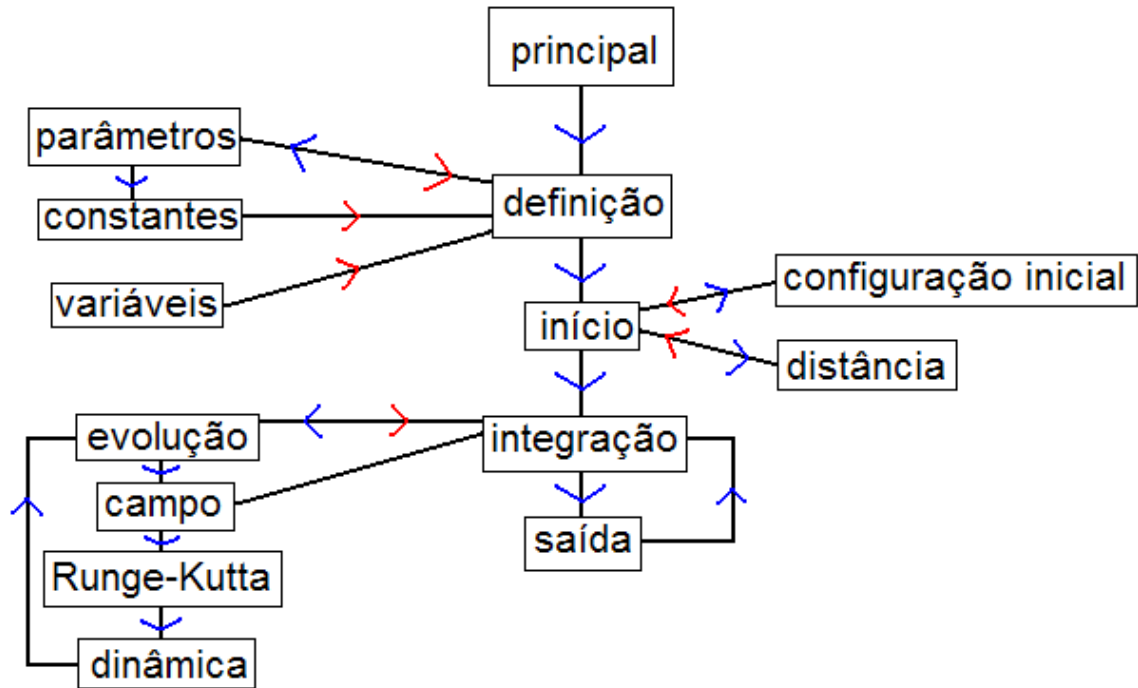 principal
parâmetros
constantes
definição
variáveis
configuração inicial
início
distância
evolução
integração
campo
saída
Runge-Kutta
dinâmica